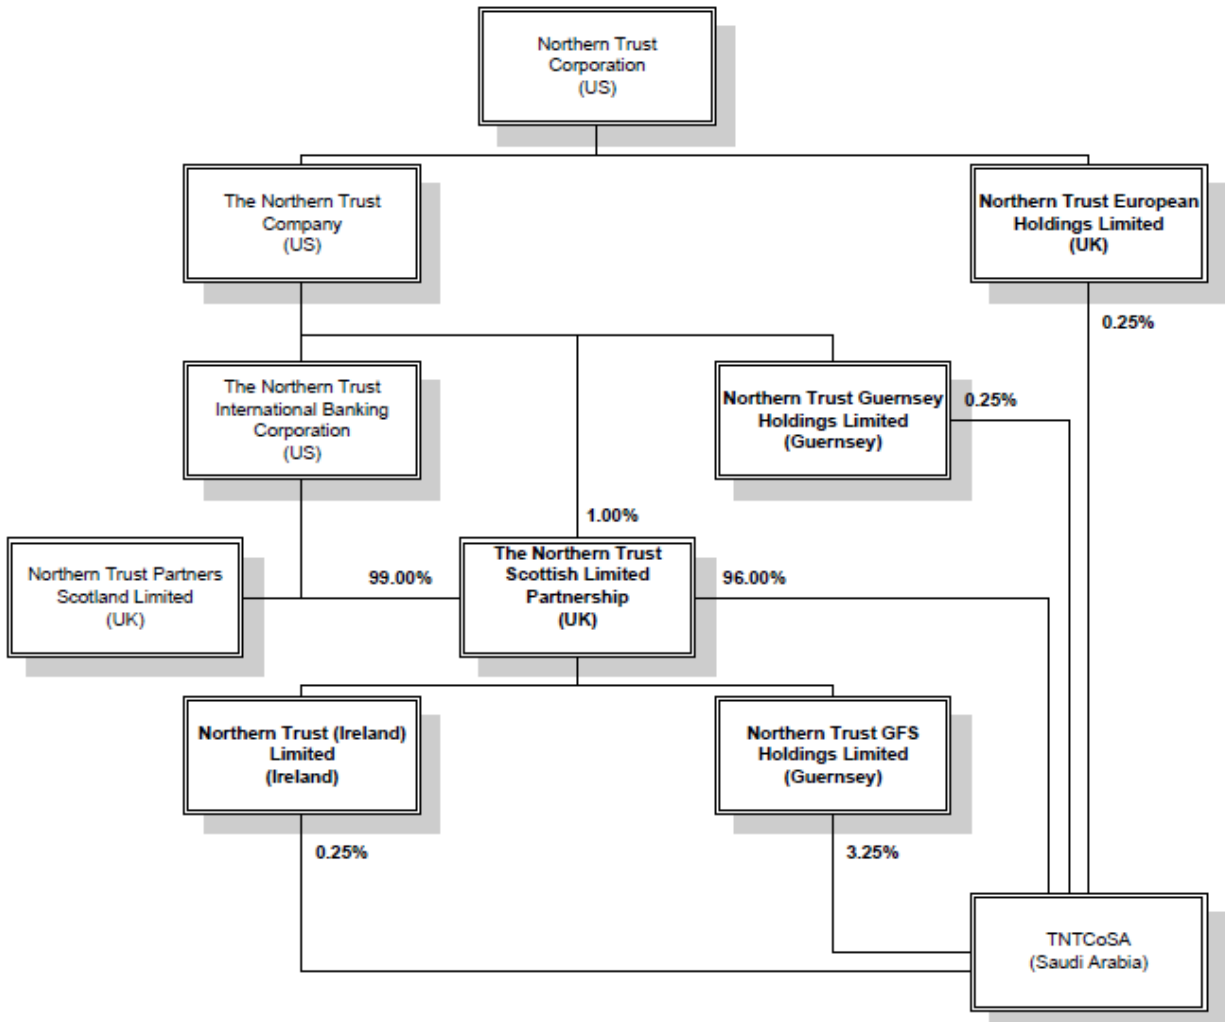 Northern Trust
Corporation
(US)
The Northern Trust
Company
(US)
Northern Trust European
Holdings Limited
(UK)
0.25%
The Northern Trust
International Banking
Corporation
(US)
Northern Trust Guernsey
Holdings Limited
(Guernsey)
0.25%
1.00%
Northern Trust Partners
Scotland Limited
(UK)
99.00%
The Northern Trust
Scottish Limited
Partnership
(UK)
96.00%
Northern Trust (Ireland)
Limited
(Ireland)
Northern Trust GFS
Holdings Limited
(Guernsey)
0.25%
3.25%
TNTCoSA
(Saudi Arabia)